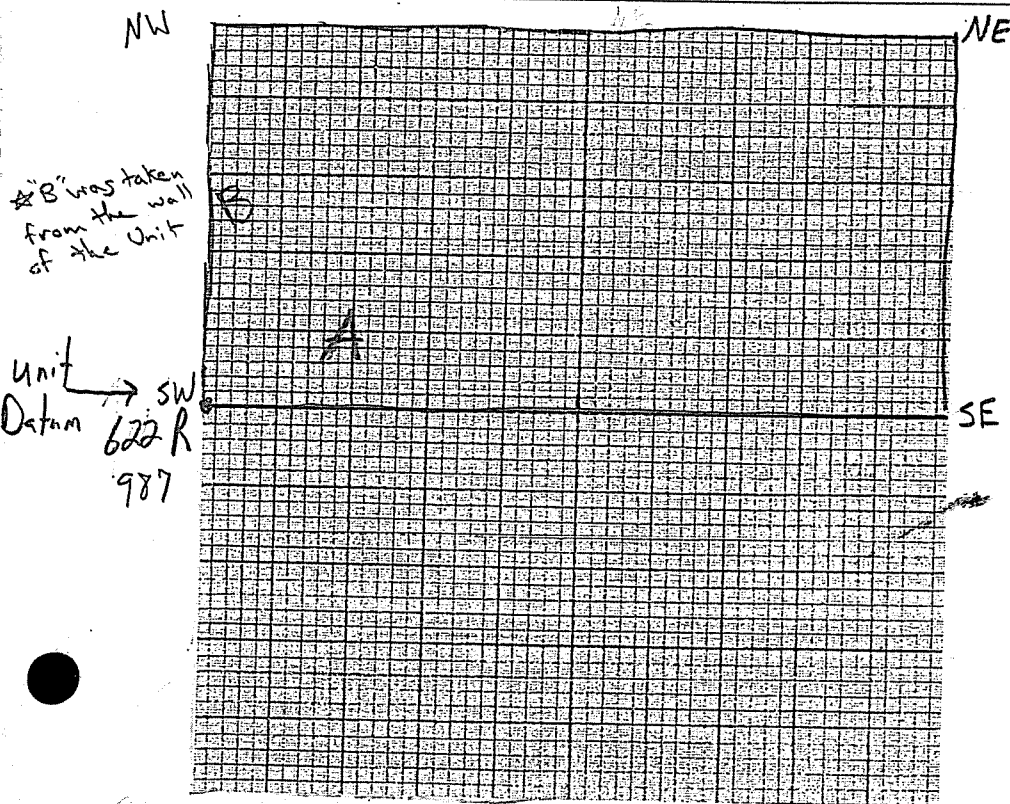 NW
NE
☆ "B" was taken
from the wall
of the Unit
B
A
Unit
Datum
SW
622 R
987
SE